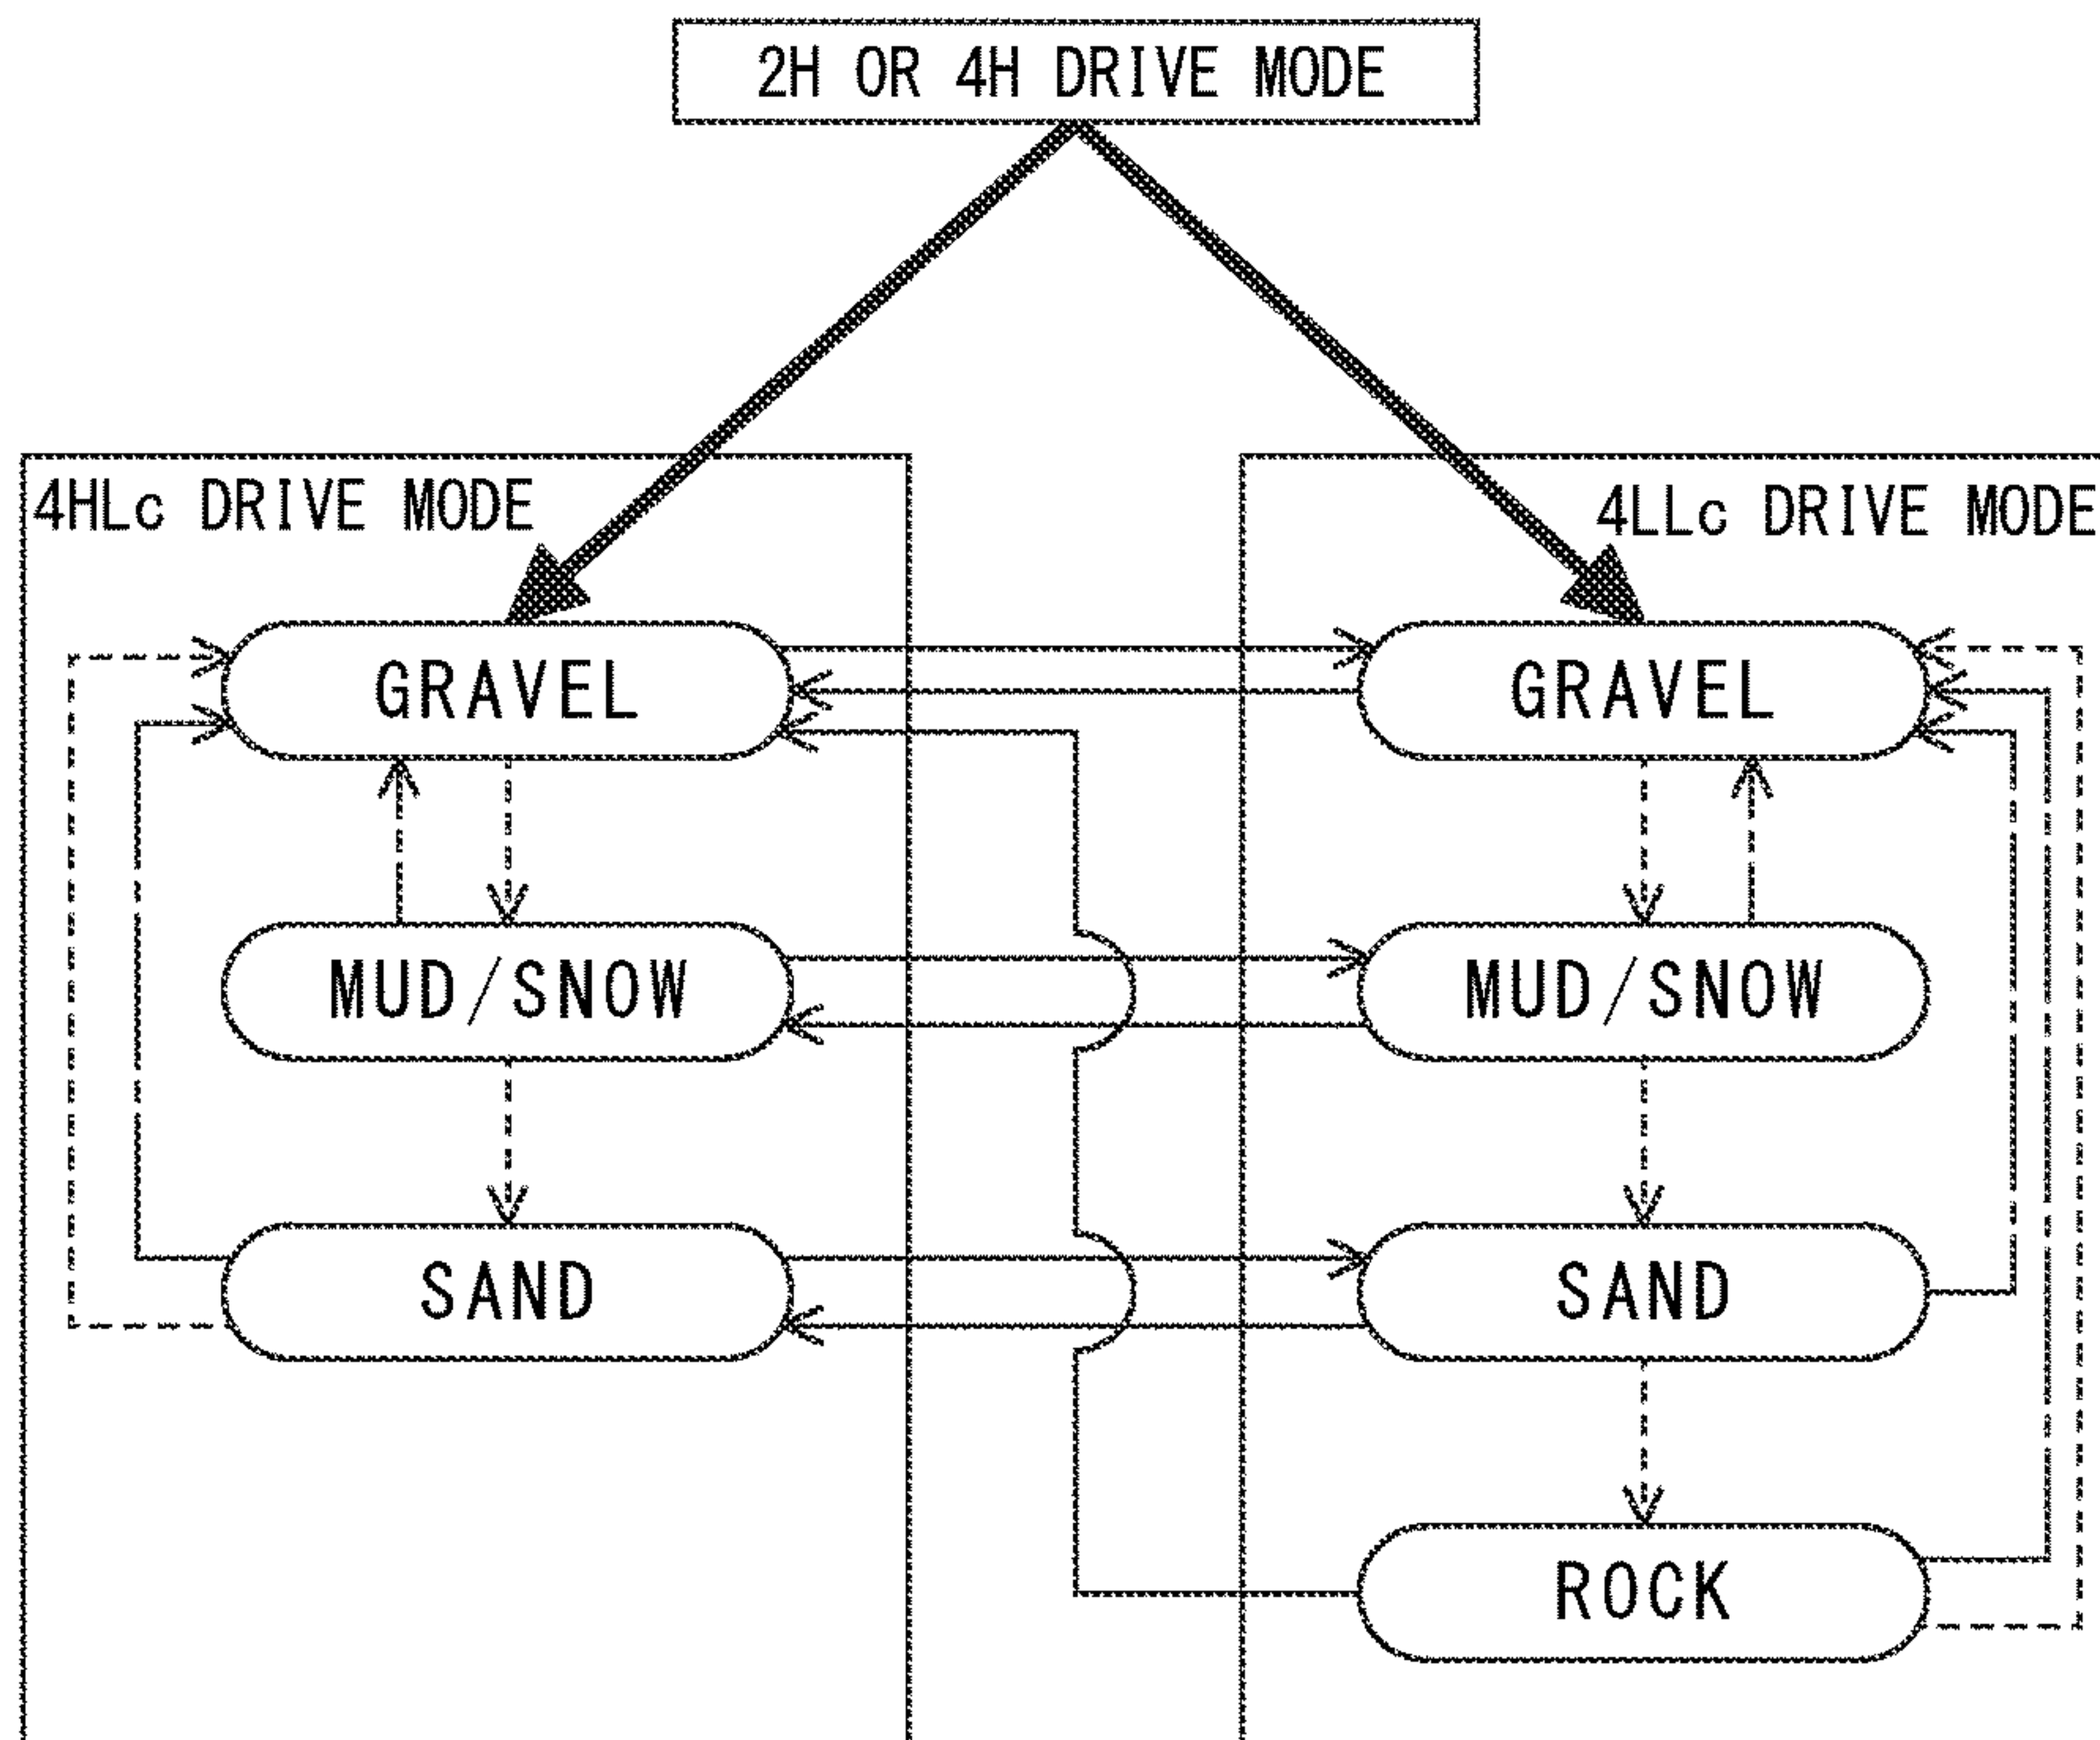 2H OR 4H DRIVE MODE
4HLc DRIVE MODE
4LLc DRIVE MODE
GRAVEL
GRAVEL
MUD/SNOW
MUD/SNOW
SAND
SAND
ROCK